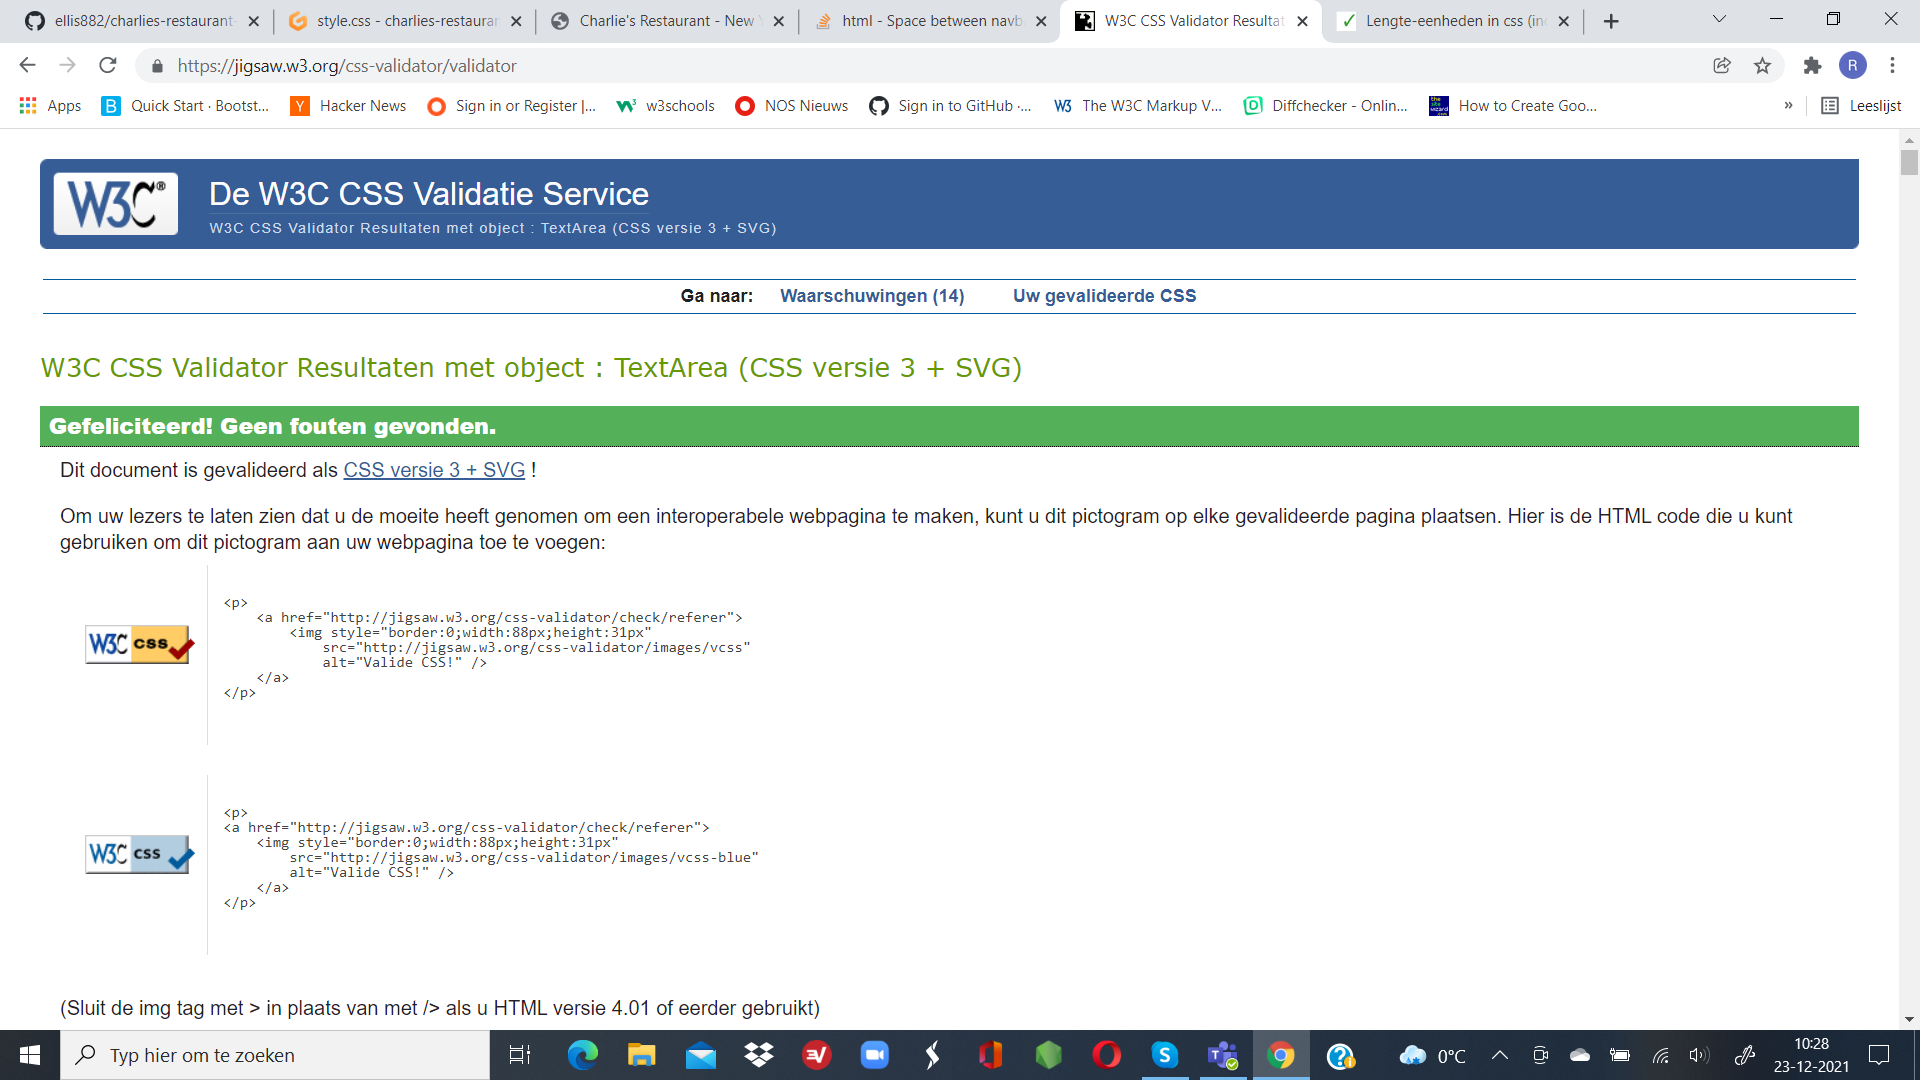 ellis882/charlies-restaurant-
style.css - charlies-restauran
Charlie's Restaurant - New Y
html - Space between navba
W3C CSS Validator Resultat
Lengte-eenheden in css (in
https://jigsaw.w3.org/css-validator/validator
R
Apps
Quick Start · Bootst...
Hacker News
Sign in or Register |...
w3schools
NOS Nieuws
Sign in to GitHub ·...
The W3C Markup V...
Diffchecker - Onlin...
How to Create Goo...
»
Leeslijst
W3C®
De W3C CSS Validatie Service
W3C CSS Validator Resultaten met object : TextArea (CSS versie 3 + SVG)
Ga naar: Waarschuwingen (14) Uw gevalideerde CSS
W3C CSS Validator Resultaten met object : TextArea (CSS versie 3 + SVG)
Gefeliciteerd! Geen fouten gevonden.
Dit document is gevalideerd als CSS versie 3 + SVG !
Om uw lezers te laten zien dat u de moeite heeft genomen om een interoperabele webpagina te maken, kunt u dit pictogram op elke gevalideerde pagina plaatsen. Hier is de HTML code die u kunt
gebruiken om dit pictogram aan uw webpagina toe te voegen:
W3C css
<p>
<a href="http://jigsaw.w3.org/css-validator/check/referer">
<img style="border:0;width:88px;height:31px"
src="http://jigsaw.w3.org/css-validator/images/vcss"
alt="Valide CSS!" />
</a>
</p>
W3C css
<p>
<a href="http://jigsaw.w3.org/css-validator/check/referer">
<img style="border:0;width:88px;height:31px"
src="http://jigsaw.w3.org/css-validator/images/vcss-blue"
alt="Valide CSS!" />
</a>
</p>
(Sluit de img tag met > in plaats van met /> als u HTML versie 4.01 of eerder gebruikt)
Typ hier om te zoeken
0°C
10:28
23-12-2021